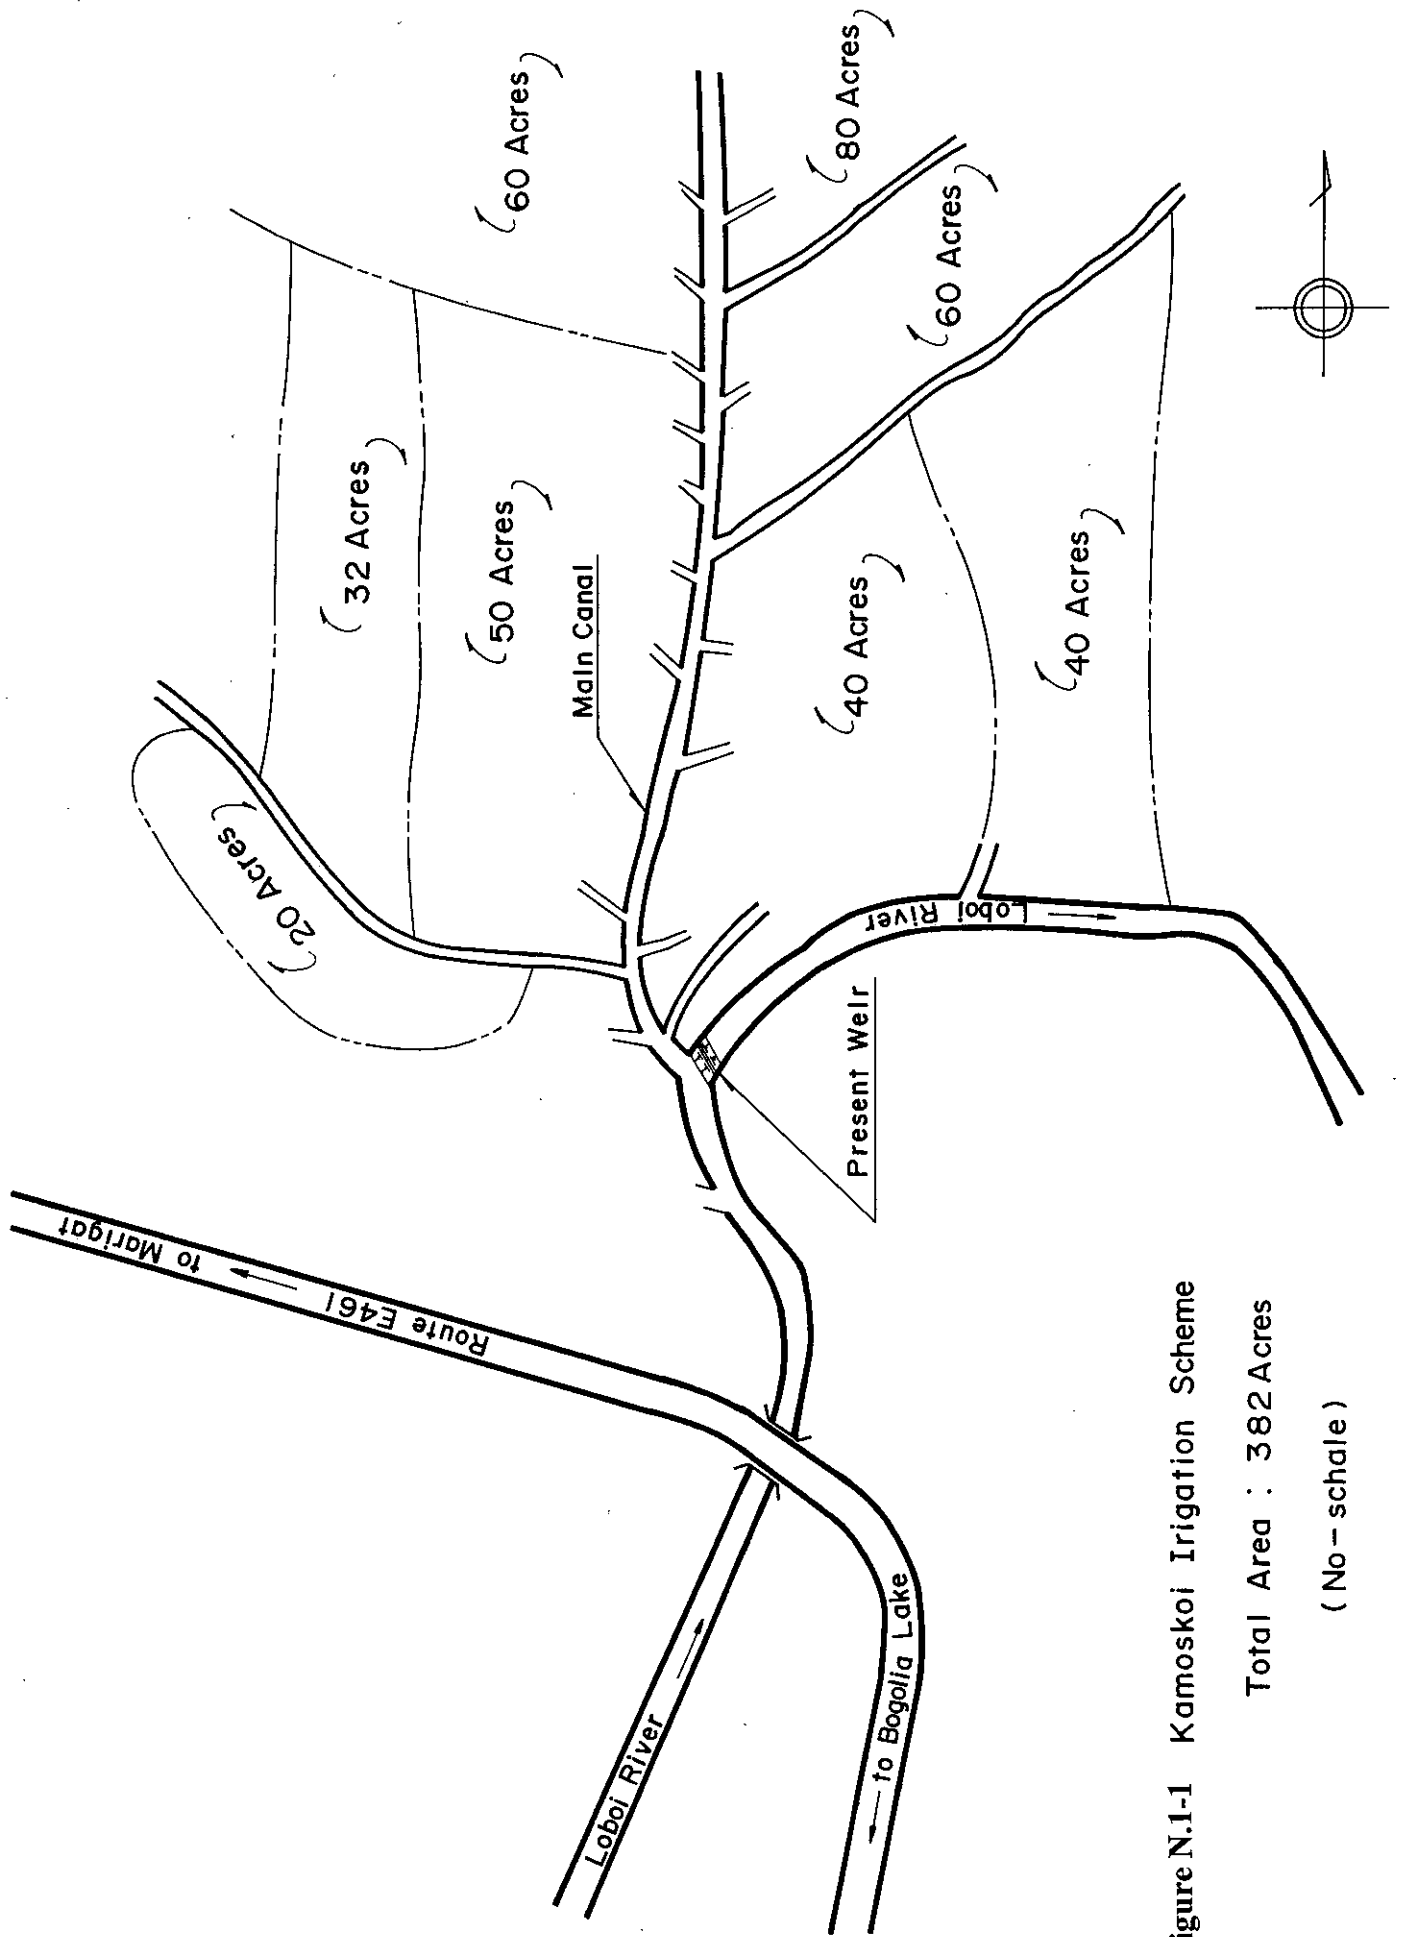 20 Acres
32 Acres
60 Acres
50 Acres
Main Canal
80 Acres
60 Acres
40 Acres
40 Acres
Loboi River
Present Weir
to Marigat
Route E461
Loboi River
to Bogolia Lake
igure N.1-1 Kamoskoi Irigation Scheme
Total Area : 382 Acres
(No-schale)